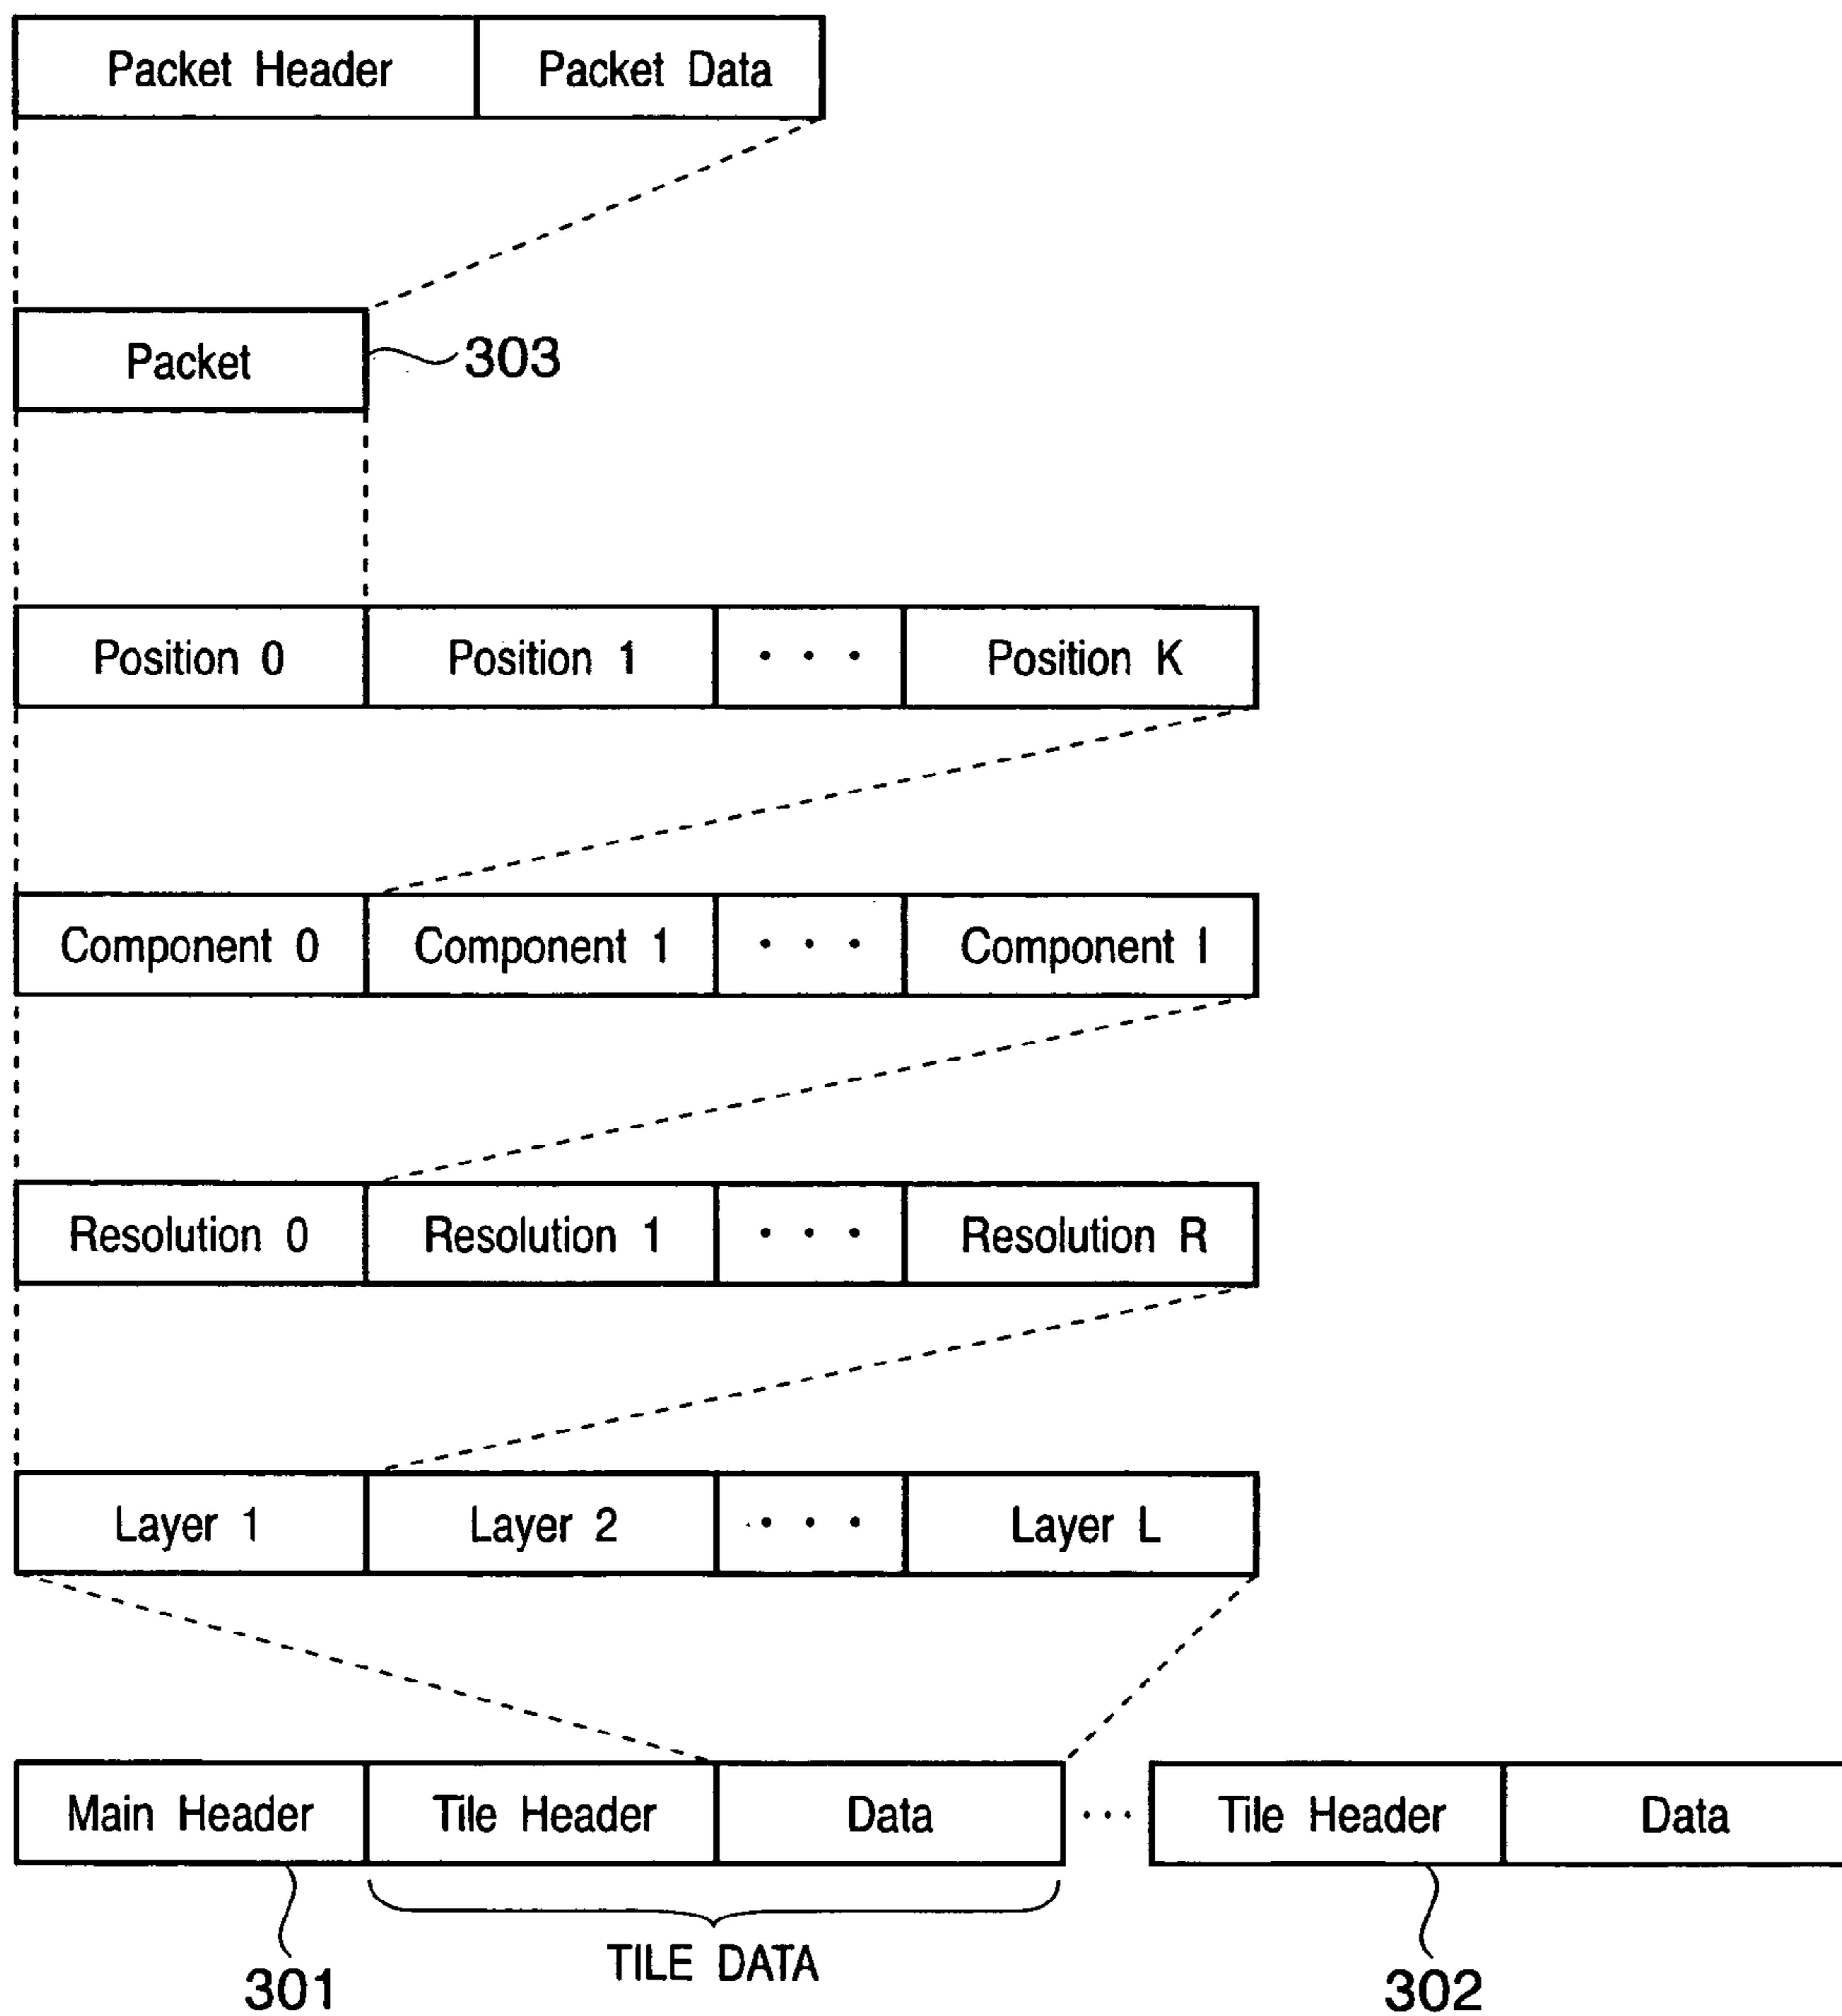 Packet Header Packet Data
Packet 303
Position 0 Position 1 ... Position K
Component 0 Component 1 ... Component I
Resolution 0 Resolution 1 ... Resolution R
Layer 1 Layer 2 ... Layer L
Main Header Tile Header Data ... Tile Header Data
TILE DATA
301 302